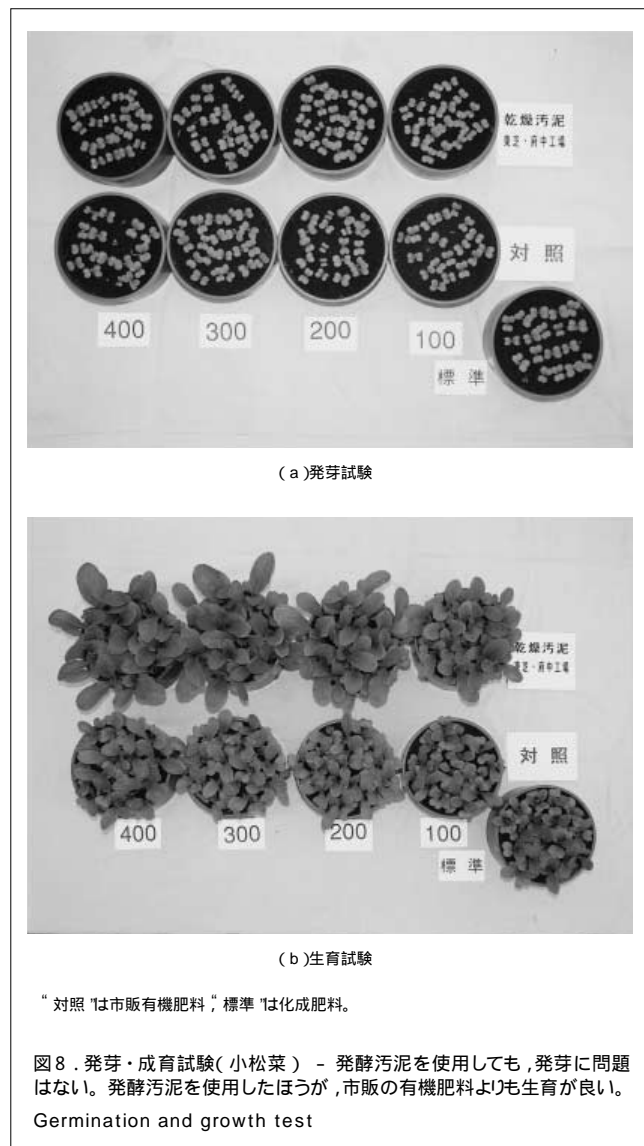 乾燥汚泥
東芝・府中工場
対照
400 300 200 100
標準
(a)発芽試験
乾燥汚泥
東芝・府中工場
対照
400 300 200 100
標準
(b)生育試験
“対照”は市販有機肥料,“標準”は化成肥料。
図8.発芽・成育試験(小松菜) - 発酵汚泥を使用しても,発芽に問題
はない。発酵汚泥を使用したほうが,市販の有機肥料よりも生育が良い。
Germination and growth test